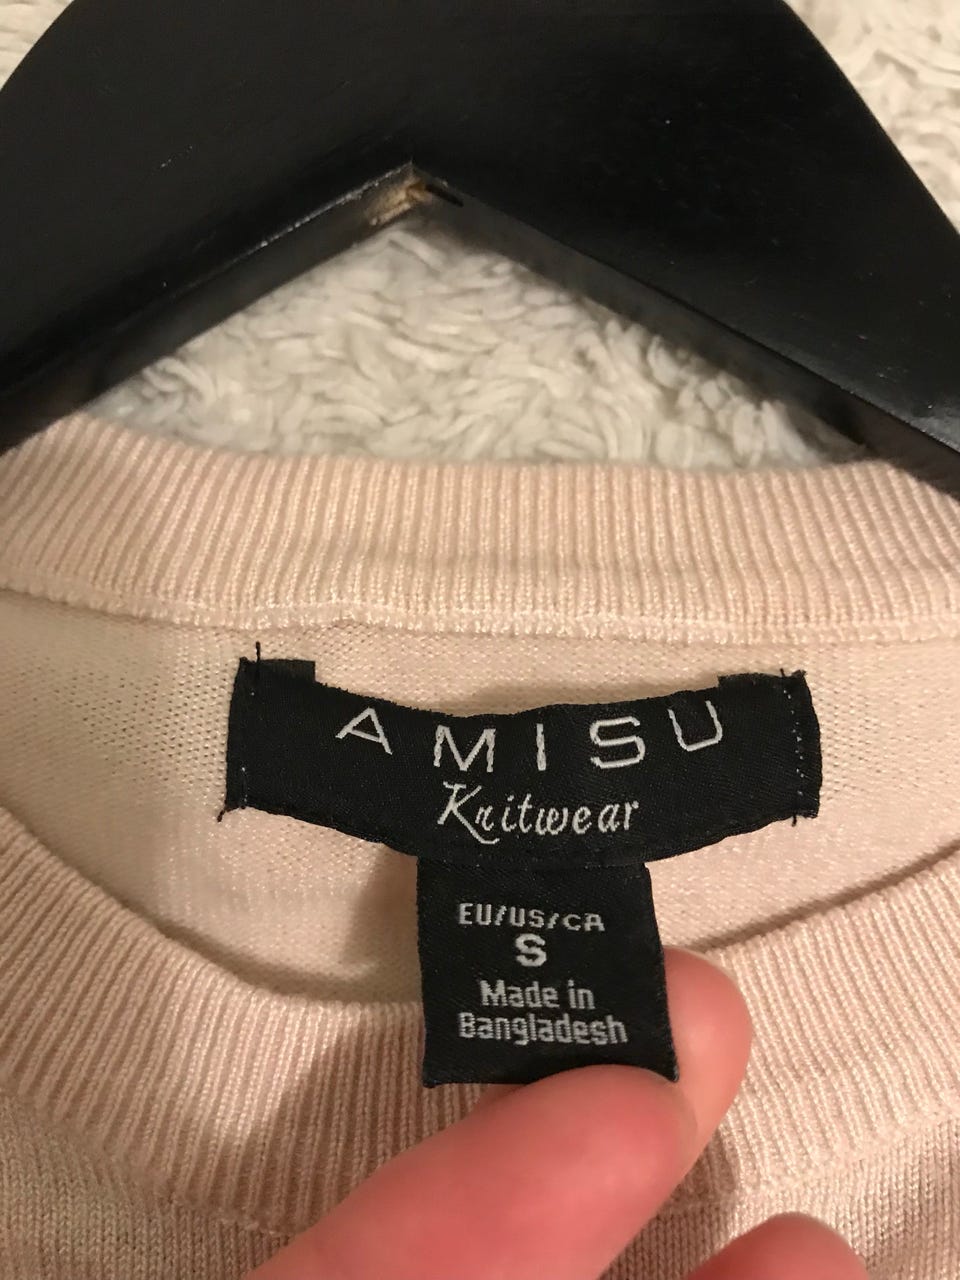 AMISU
Knitwear
EU/US/CA
S
Made in
Bangladesh